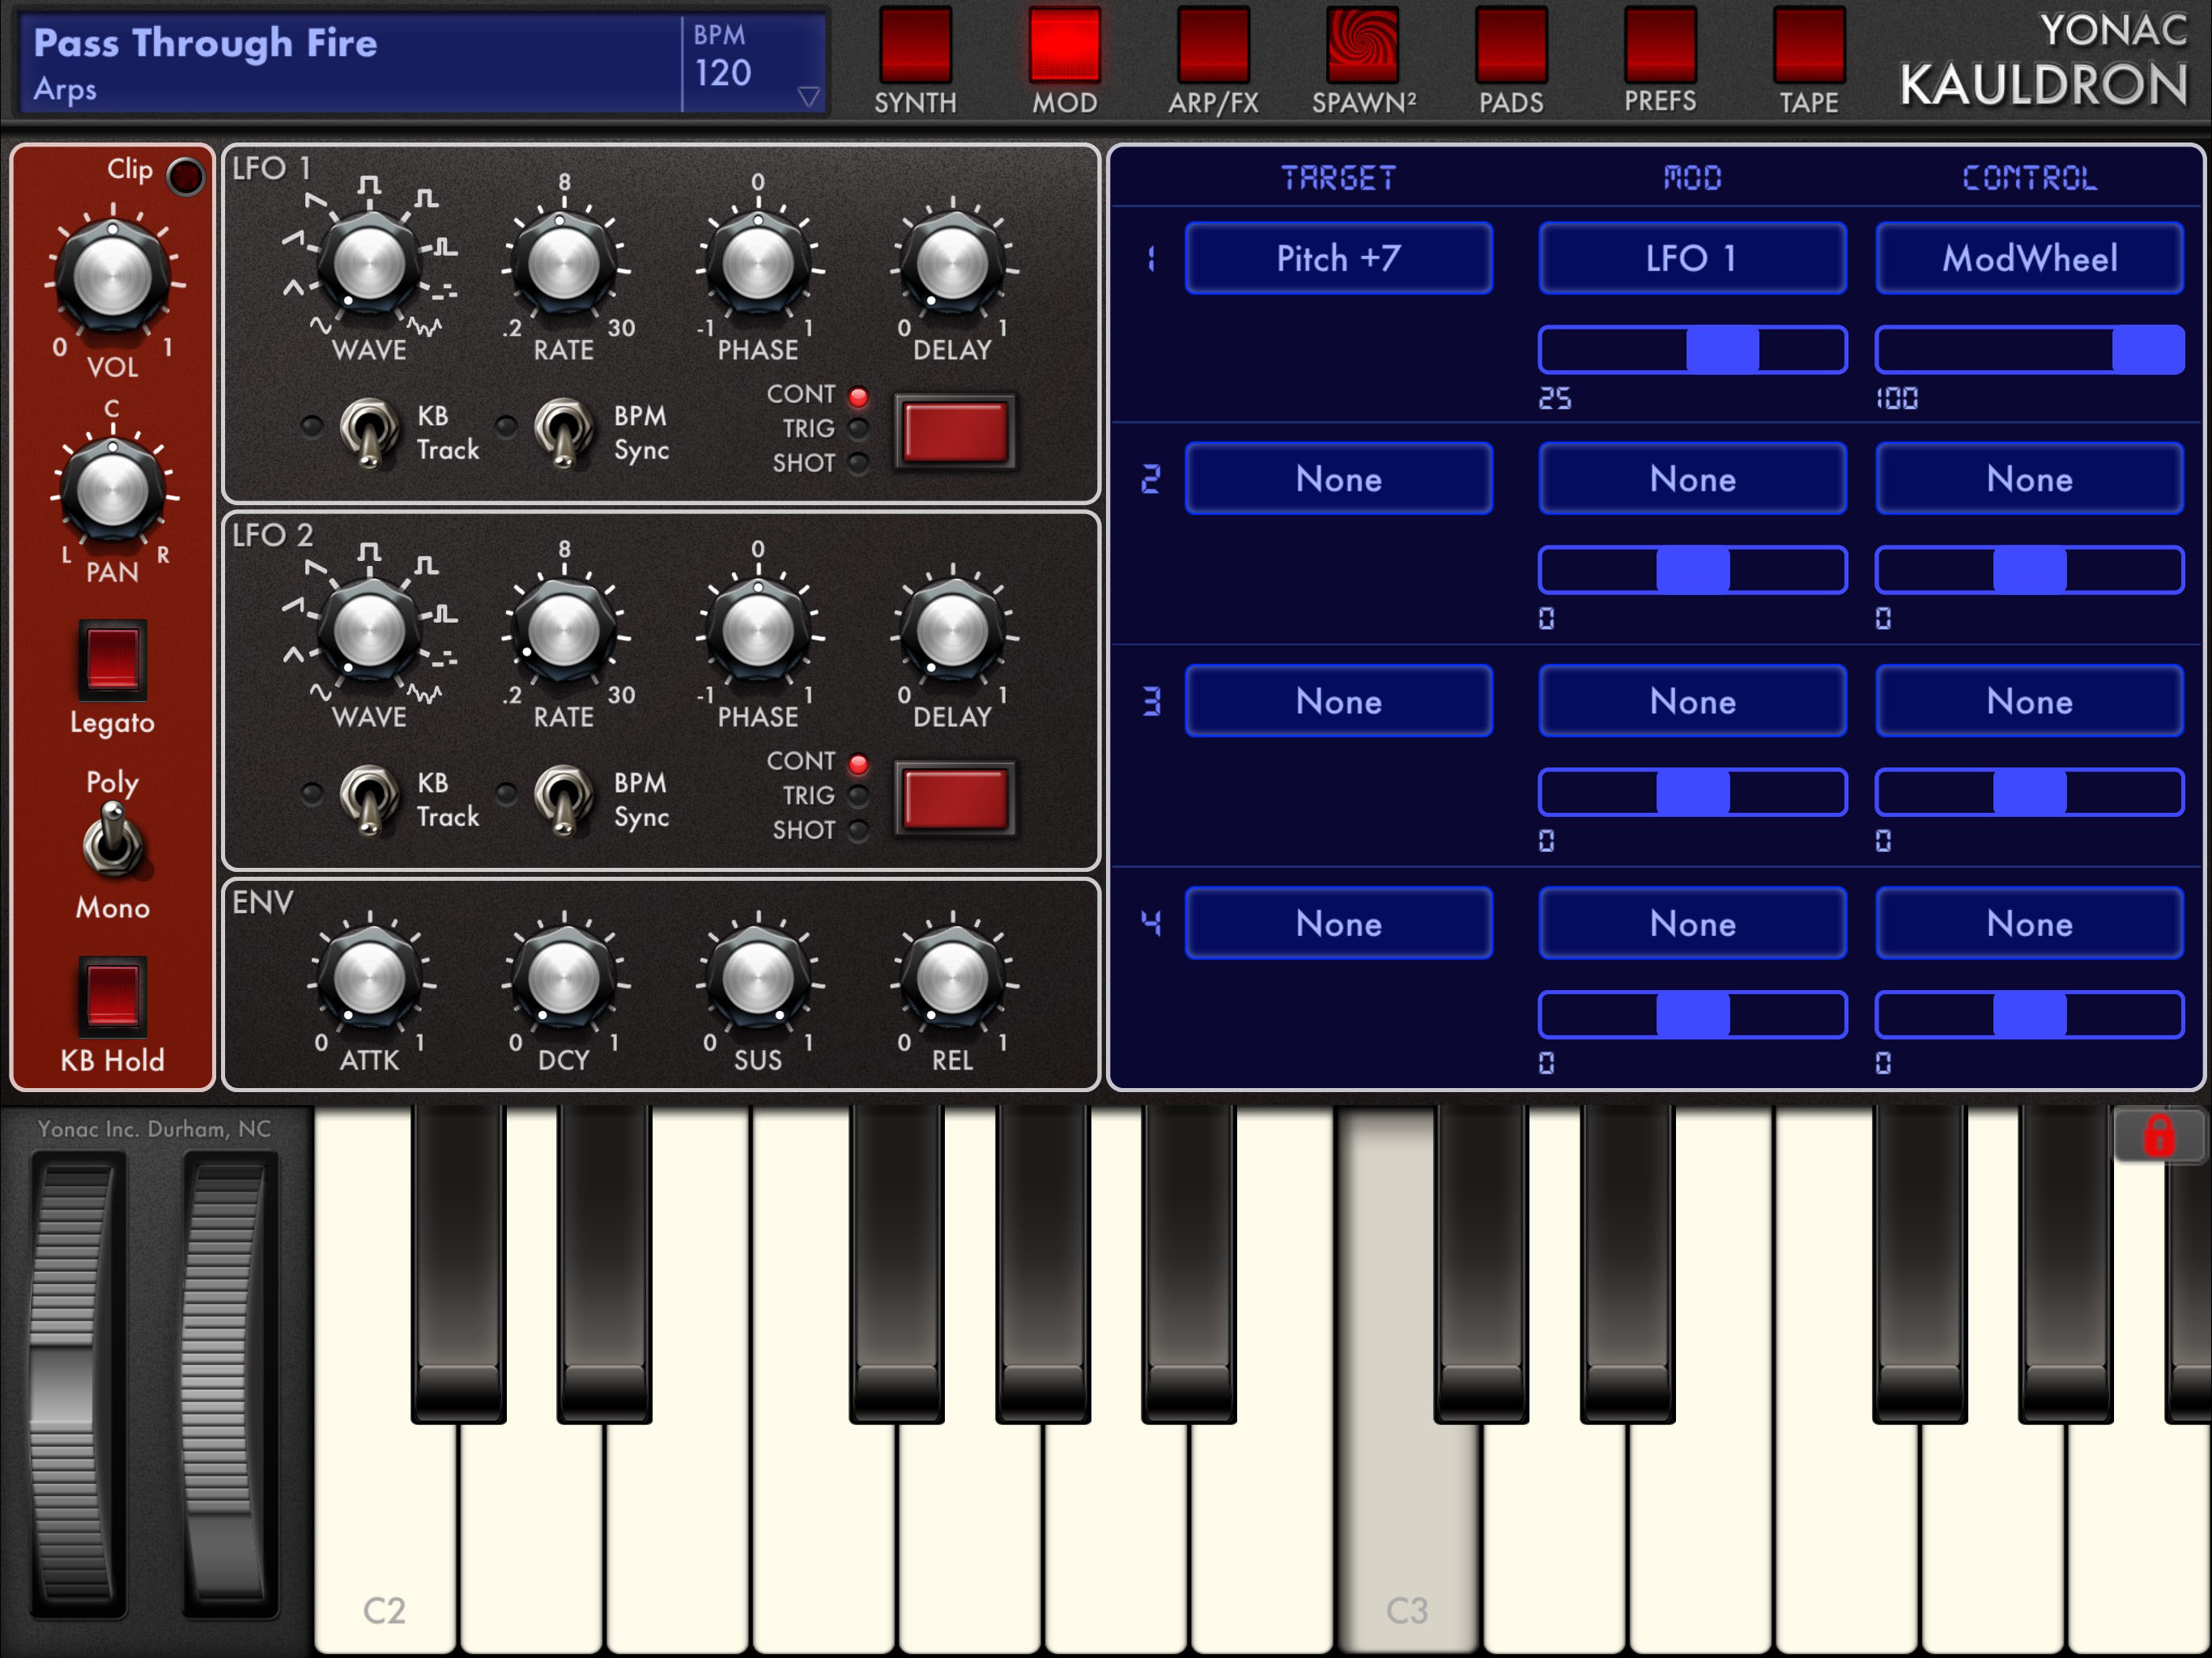 Pass Through Fire
Arps
BPM
120
SYNTH
MOD
ARP/FX
SPAWN²
PADS
PREFS
TAPE
YONAC
KAULDRON
Clip
0 1
VOL
C
L R
PAN
Legato
Poly
Mono
KB Hold
LFO 1
WAVE
8
.2 30
RATE
0
-1 1
PHASE
0 1
DELAY
KB
Track
BPM
Sync
CONT
TRIG
SHOT
LFO 2
WAVE
8
.2 30
RATE
0
-1 1
PHASE
0 1
DELAY
KB
Track
BPM
Sync
CONT
TRIG
SHOT
ENV
0 1
ATTK
0 1
DCY
0 1
SUS
0 1
REL
TARGET MOD CONTROL
1 Pitch +7 LFO 1 ModWheel
25 100
2 None None None
0 0
3 None None None
0 0
4 None None None
0 0
Yonac Inc. Durham, NC
C2 C3